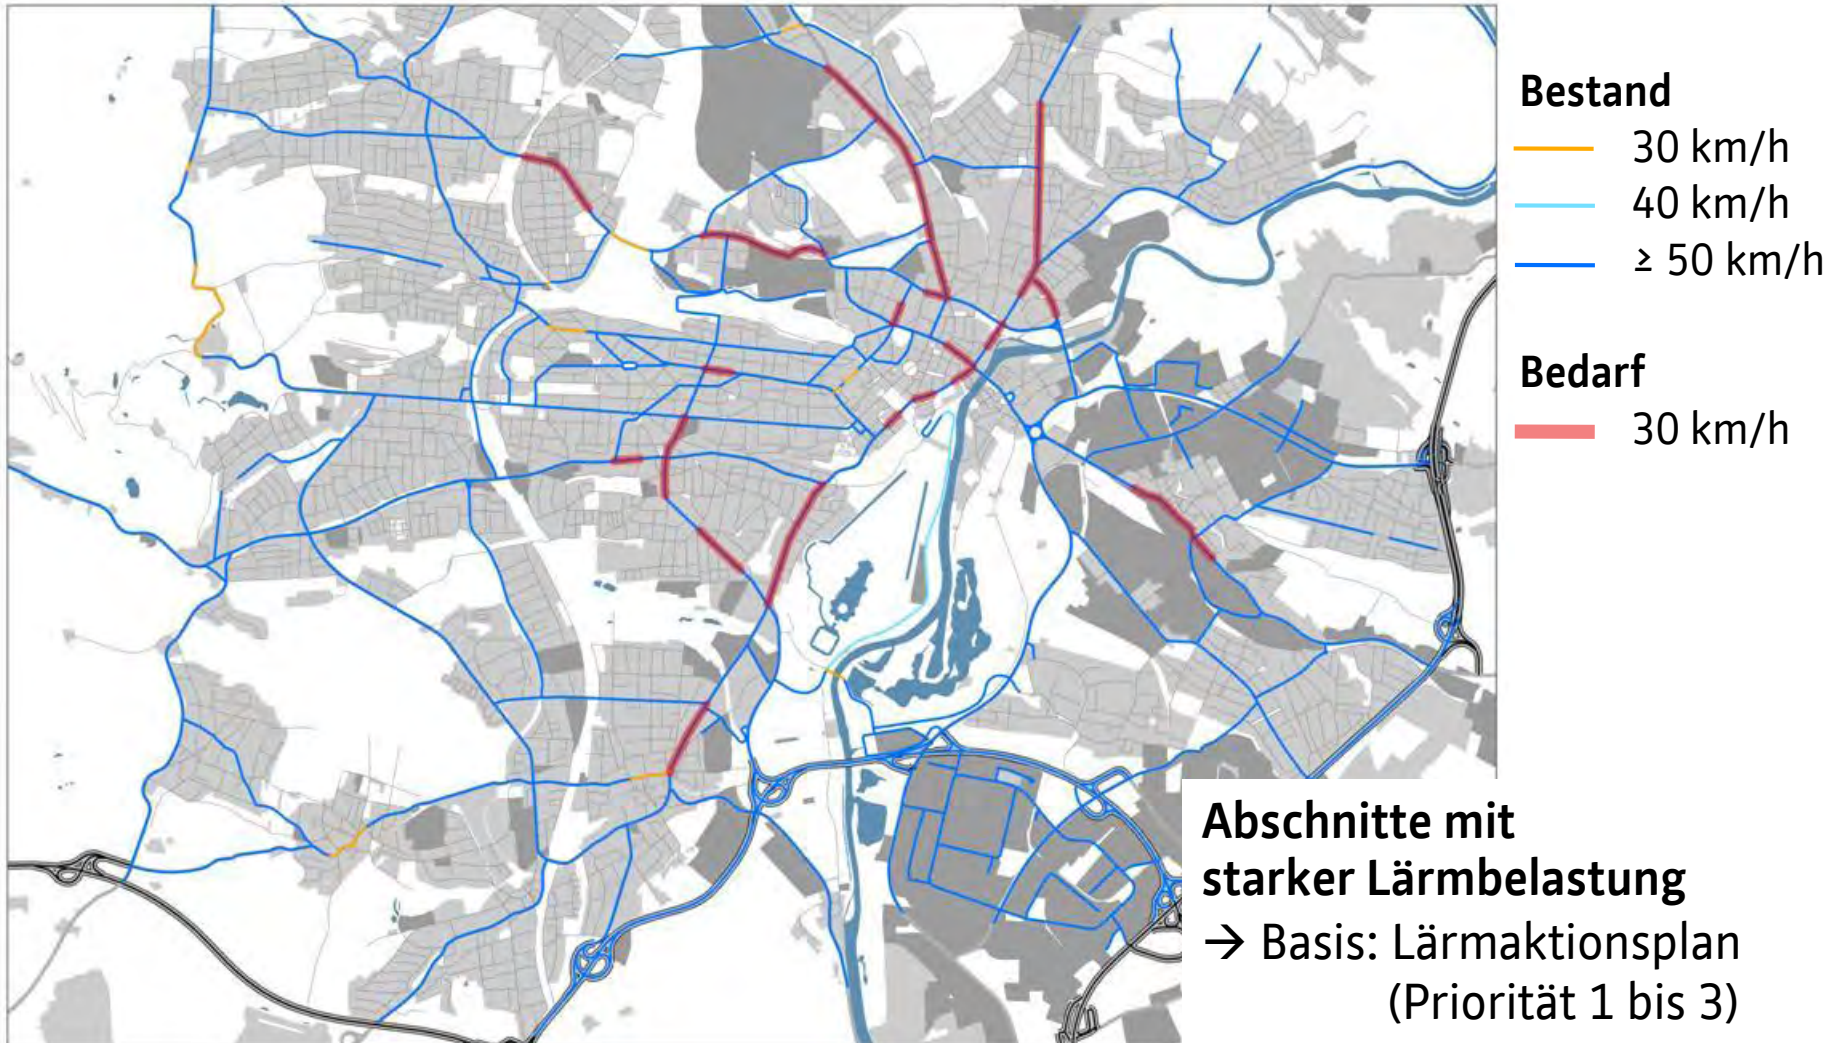 Bestand
30 km/h
40 km/h
≥ 50 km/h
Bedarf
30 km/h
Abschnitte mit
starker Lärmbelastung
→ Basis: Lärmaktionsplan
(Priorität 1 bis 3)